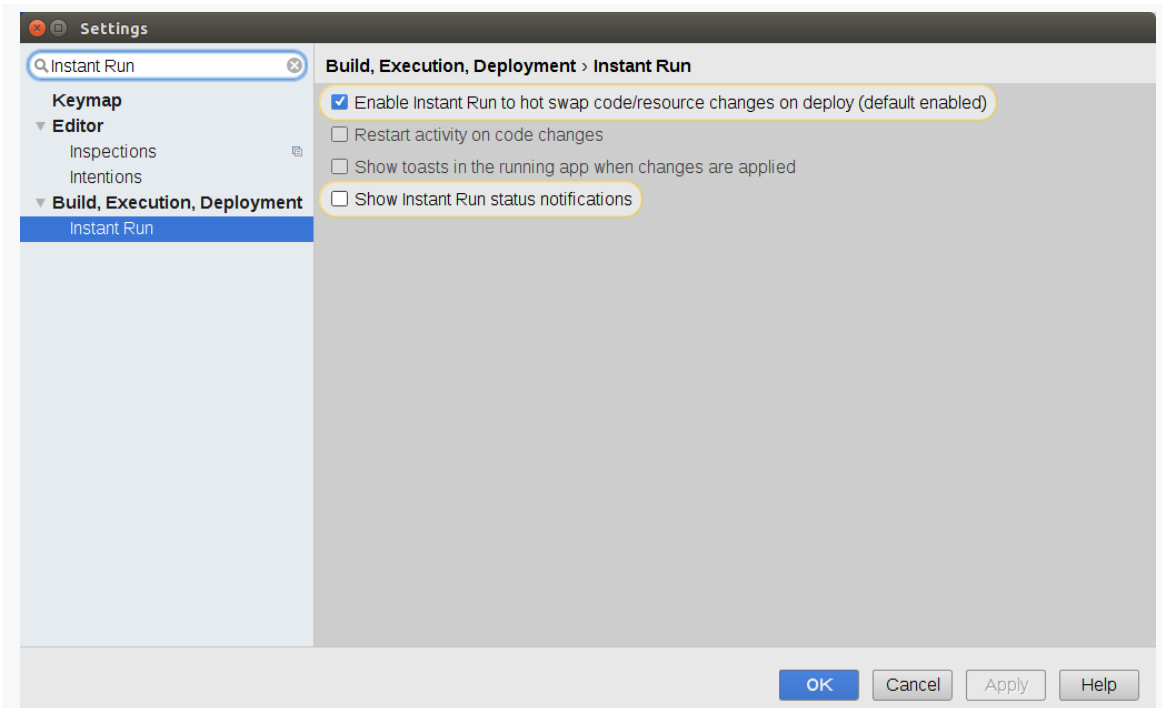 Settings
Instant Run
Keymap
Editor
Inspections
Intentions
Build, Execution, Deployment
Instant Run
Build, Execution, Deployment › Instant Run
Enable Instant Run to hot swap code/resource changes on deploy (default enabled)
Restart activity on code changes
Show toasts in the running app when changes are applied
Show Instant Run status notifications
OK
Cancel
Apply
Help